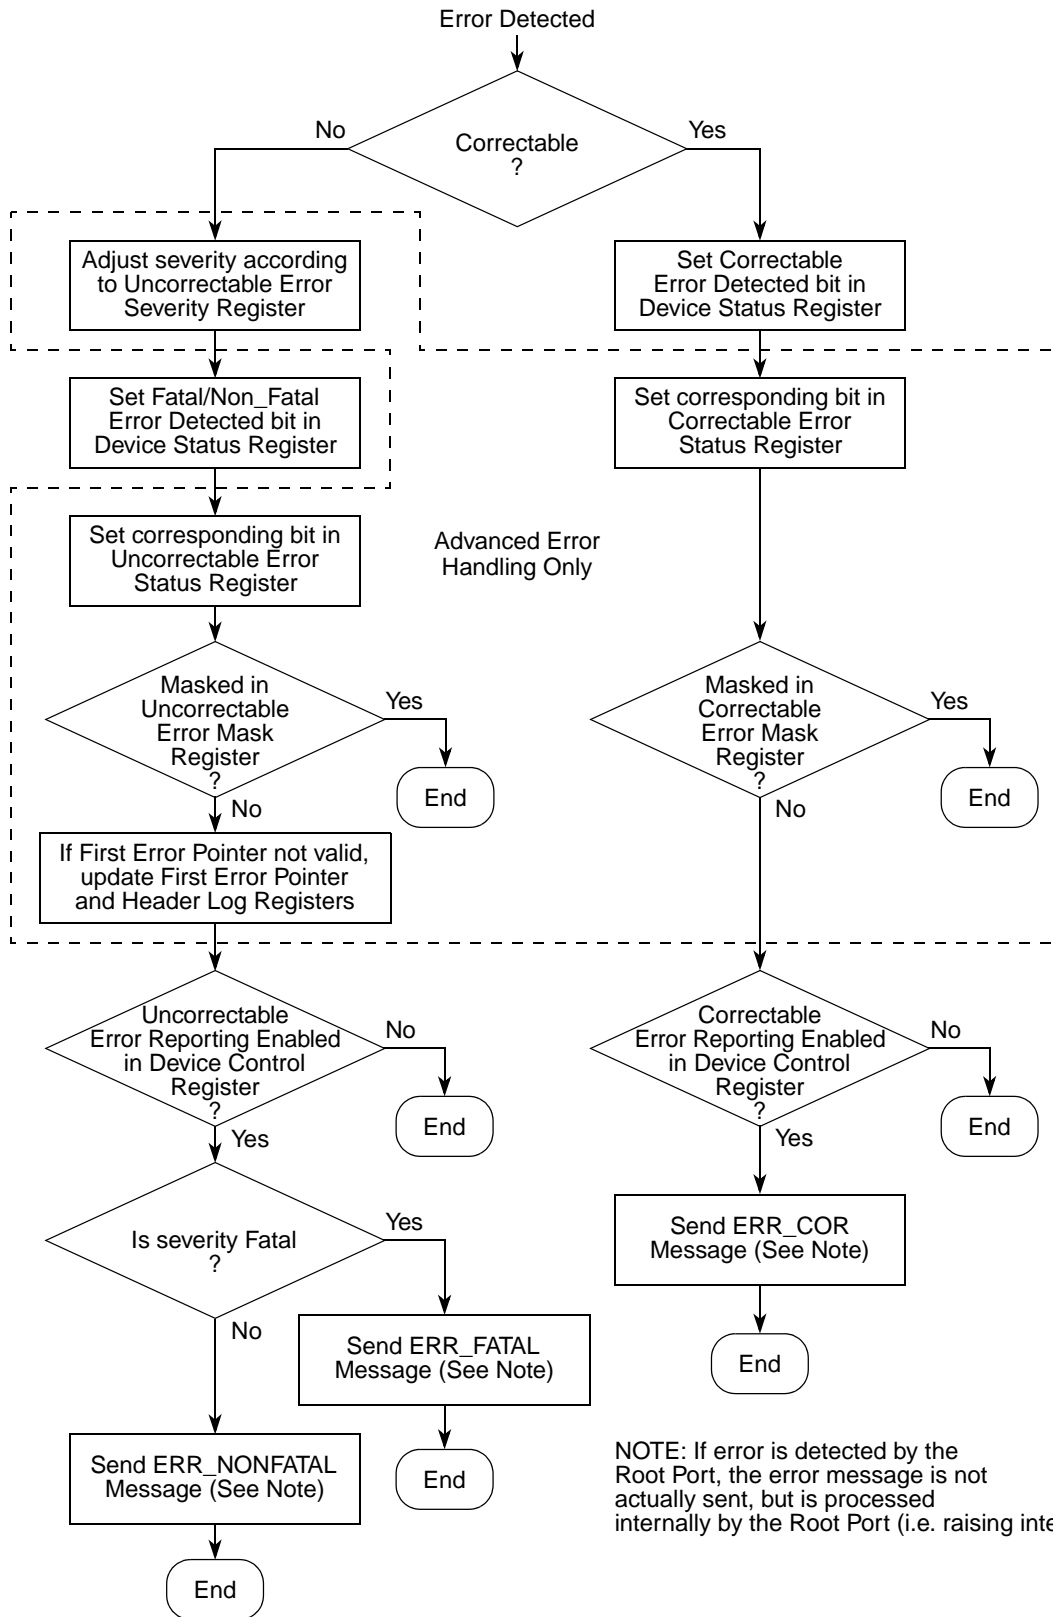 Error Detected
No
Yes
Correctable
?
Adjust severity according
to Uncorrectable Error
Severity Register
Set Correctable
Error Detected bit in
Device Status Register
Set Fatal/Non_Fatal
Error Detected bit in
Device Status Register
Set corresponding bit in
Correctable Error
Status Register
Set corresponding bit in
Uncorrectable Error
Status Register
Advanced Error
Handling Only
Masked in
Uncorrectable
Error Mask
Register
?
Yes
End
No
Masked in
Correctable
Error Mask
Register
?
Yes
End
No
If First Error Pointer not valid,
update First Error Pointer
and Header Log Registers
Uncorrectable
Error Reporting Enabled
in Device Control
Register
?
No
End
Yes
Correctable
Error Reporting Enabled
in Device Control
Register
?
No
End
Yes
Is severity Fatal
?
Yes
No
Send ERR_COR
Message (See Note)
End
Send ERR_FATAL
Message (See Note)
End
Send ERR_NONFATAL
Message (See Note)
End
NOTE: If error is detected by the
Root Port, the error message is not
actually sent, but is processed
internally by the Root Port (i.e. raising